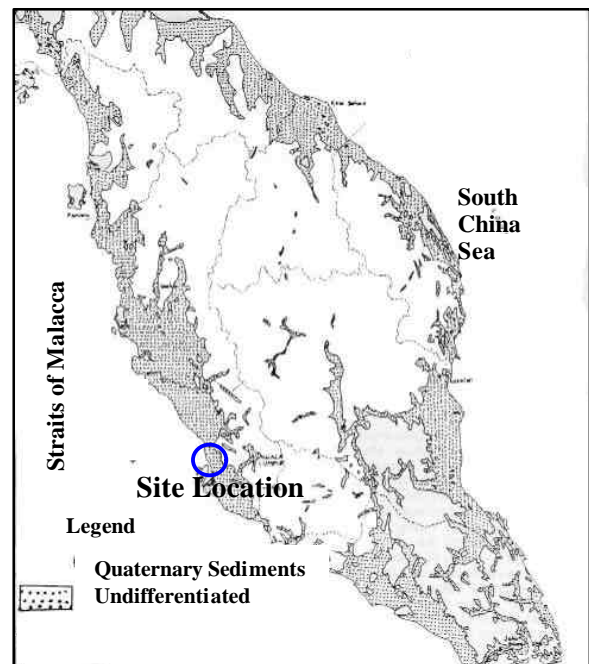 South
China
Sea
Straits of Malacca
Site Location
Legend
Quaternary Sediments
Undifferentiated